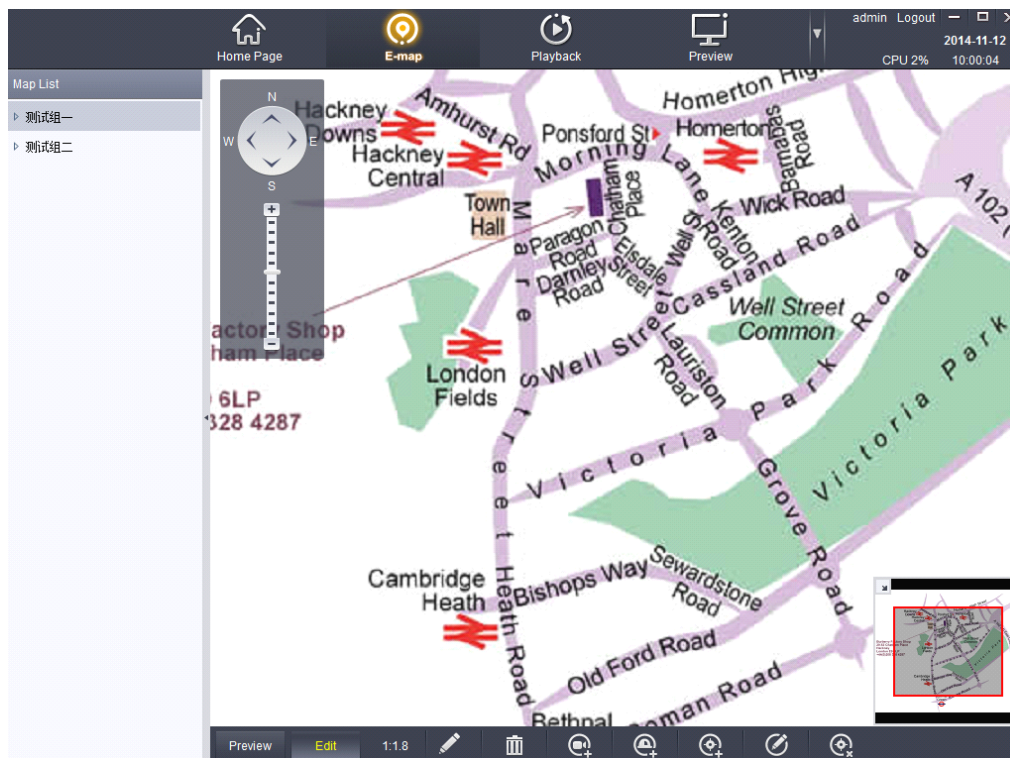 admin Logout
2014-11-12
CPU 2% 10:00:04
Home Page
E-map
Playback
Preview
Map List
测试组一
测试组二
N
W
E
S
Hackney
Downs
Amhurst Rd
Hackney
Central
Ponsford St
Homerton High
Homerton
Barnabas
Road
Morning Lane
Town
Hall
Chatham
Place
Wick Road
A 102
Kenton
Road
Paragon
Road
Elsdale
Street
Darnley
Road
Well St
Cassland Road
Well Street
Common
actory Shop
ham Place
6LP
328 4287
London
Fields
Mare Street
Well Street
Lauriston
Road
Victoria Park Road
Victoria Park
Grove Road
Cambridge
Heath
Heath Road
Bishops Way
Sewardstone
Road
Old Ford Road
Roman Road
Bethnal
Preview
Edit
1:1.8